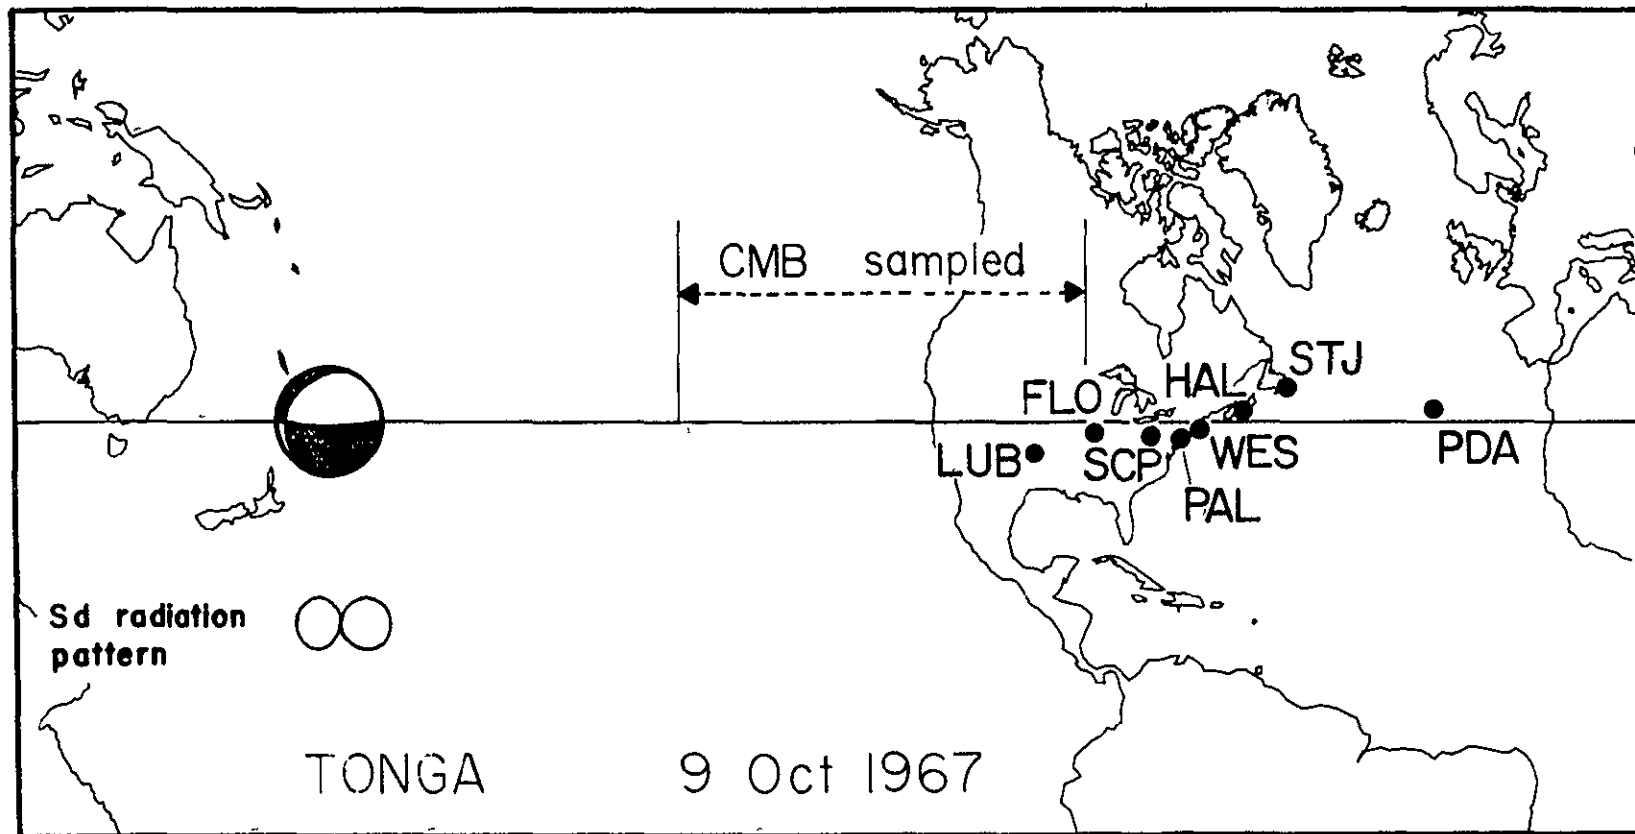 CMB sampled
STJ
HAL
FLO
LUB
SCP
WES
PDA
PAL
Sd radiation
pattern
TONGA 9 Oct 1967